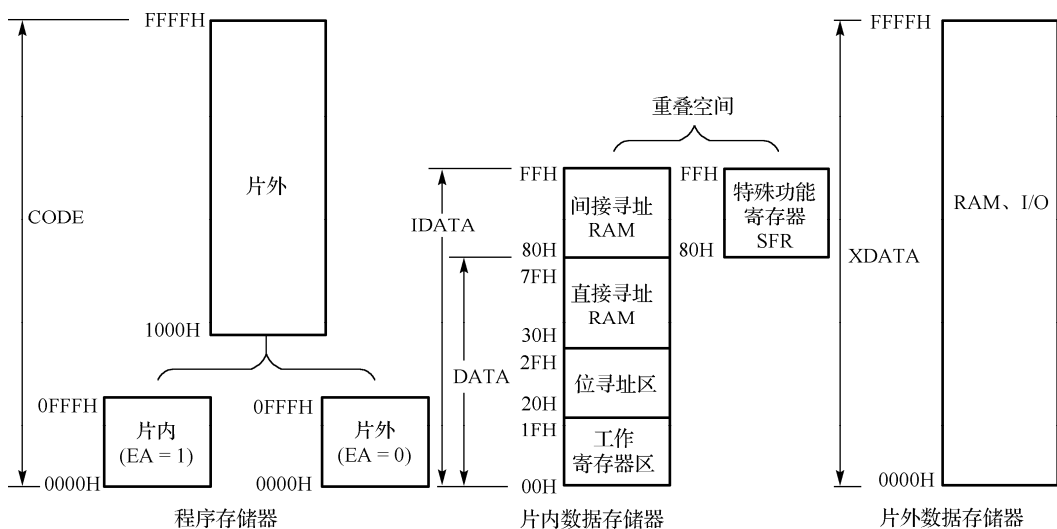 FFFFH
片外
CODE
1000H
0FFFH
片内
(EA = 1)
0000H
0FFFH
片外
(EA = 0)
0000H
程序存储器
重叠空间
FFH
间接寻址
RAM
IDATA
80H
7FH
直接寻址
RAM
30H
DATA
2FH
位寻址区
20H
1FH
工作
寄存器区
00H
片内数据存储器
FFH
特殊功能
寄存器
SFR
80H
FFFFH
RAM、I/O
XDATA
0000H
片外数据存储器